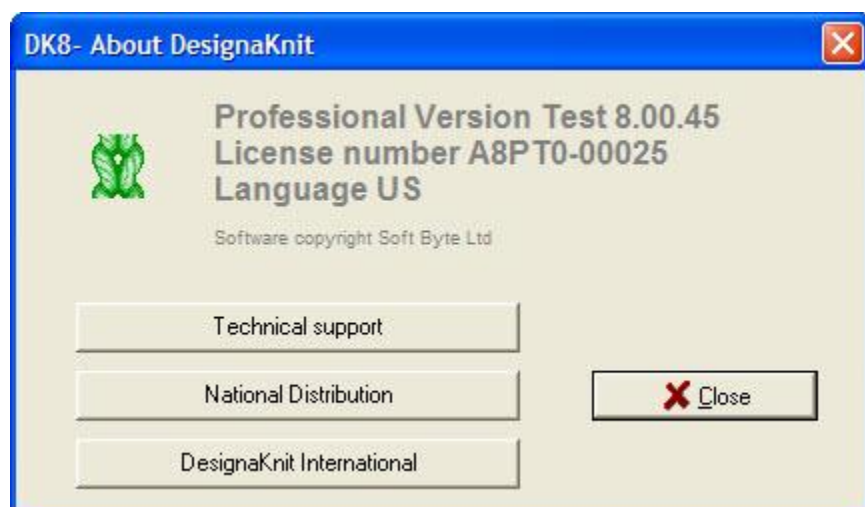 DK8- About DesignaKnit
Professional Version Test 8.00.45
License number A8PT0-00025
Language US
Software copyright Soft Byte Ltd
Technical support
National Distribution
Close
DesignaKnit International